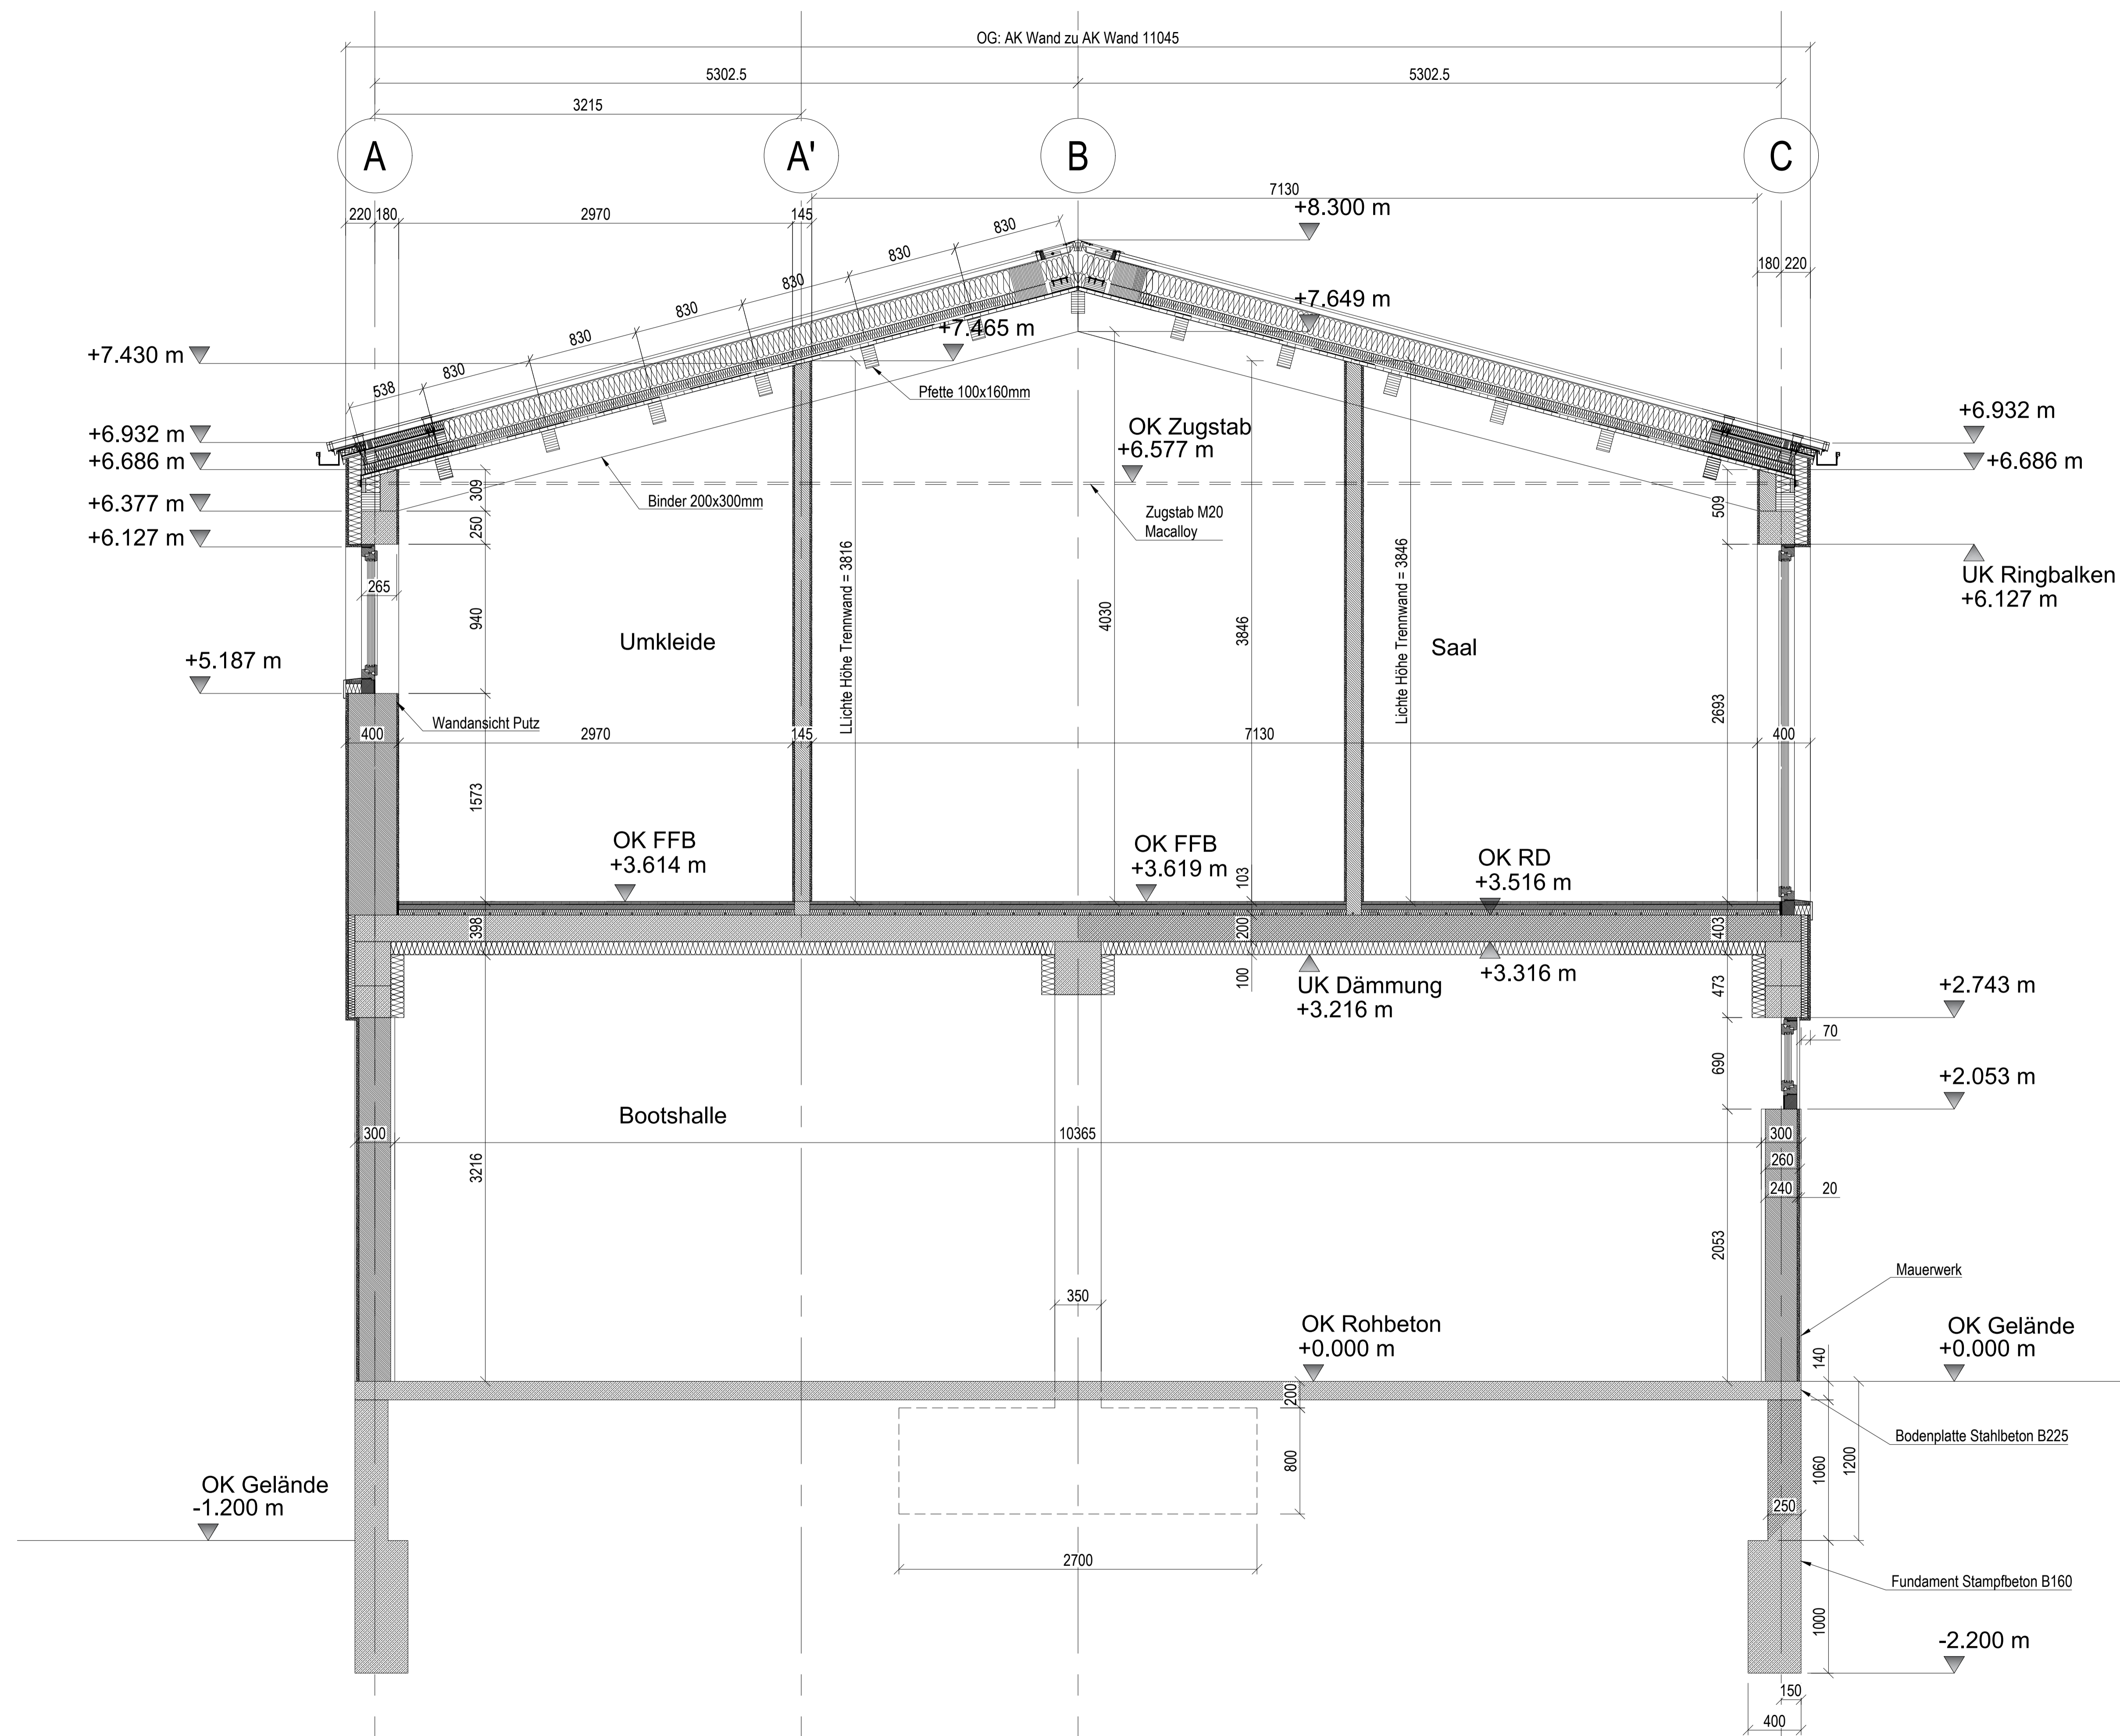 OG: AK Wand zu AK Wand 11045
5302.5
5302.5
3215
A
A'
B
C
7130
220
180
2970
145
830
+8.300 m
180
220
830
830
830
830
830
538
+7.649 m
+7.465 m
+7.430 m
Pfette 100x160mm
+6.932 m
+6.932 m
OK Zugstab
+6.577 m
+6.686 m
+6.686 m
309
Binder 200x300mm
509
+6.377 m
Zugstab M20
Macalloy
250
+6.127 m
UK Ringbalken
+6.127 m
265
940
LLichte Höhe Trennwand = 3816
4030
3846
Lichte Höhe Trennwand = 3846
Umkleide
Saal
+5.187 m
2693
Wandansicht Putz
400
2970
145
7130
400
1573
OK FFB
+3.614 m
OK FFB
+3.619 m
103
OK RD
+3.516 m
398
200
403
100
UK Dämmung
+3.216 m
+3.316 m
473
+2.743 m
70
690
+2.053 m
Bootshalle
300
10365
300
260
240
20
3216
2053
Mauerwerk
350
OK Rohbeton
+0.000 m
OK Gelände
+0.000 m
140
200
Bodenplatte Stahlbeton B225
800
1060
1200
OK Gelände
-1.200 m
250
2700
Fundament Stampfbeton B160
1000
-2.200 m
150
400